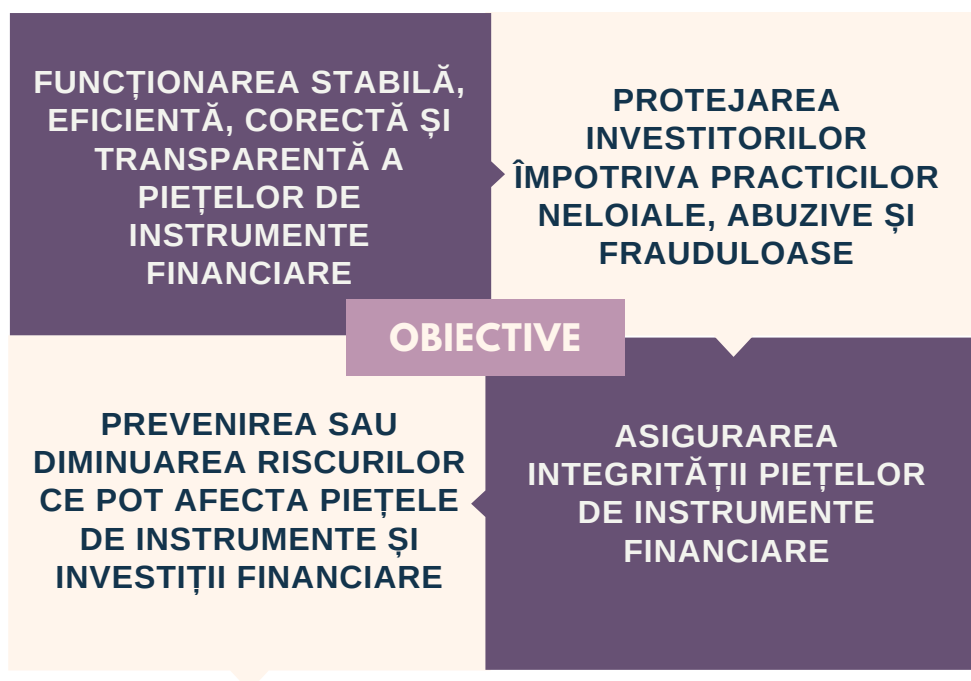 FUNCȚIONAREA STABILĂ,
EFICIENTĂ, CORECTĂ ȘI
TRANSPARENTĂ A
PIEȚELOR DE
INSTRUMENTE
FINANCIARE
PROTEJAREA
INVESTITORILOR
ÎMPOTRIVA PRACTICILOR
NELOIALE, ABUZIVE ȘI
FRAUDULOASE
OBIECTIVE
PREVENIREA SAU
DIMINUAREA RISCURILOR
CE POT AFECTA PIEȚELE
DE INSTRUMENTE ȘI
INVESTIȚII FINANCIARE
ASIGURAREA
INTEGRITĂȚII PIEȚELOR
DE INSTRUMENTE
FINANCIARE